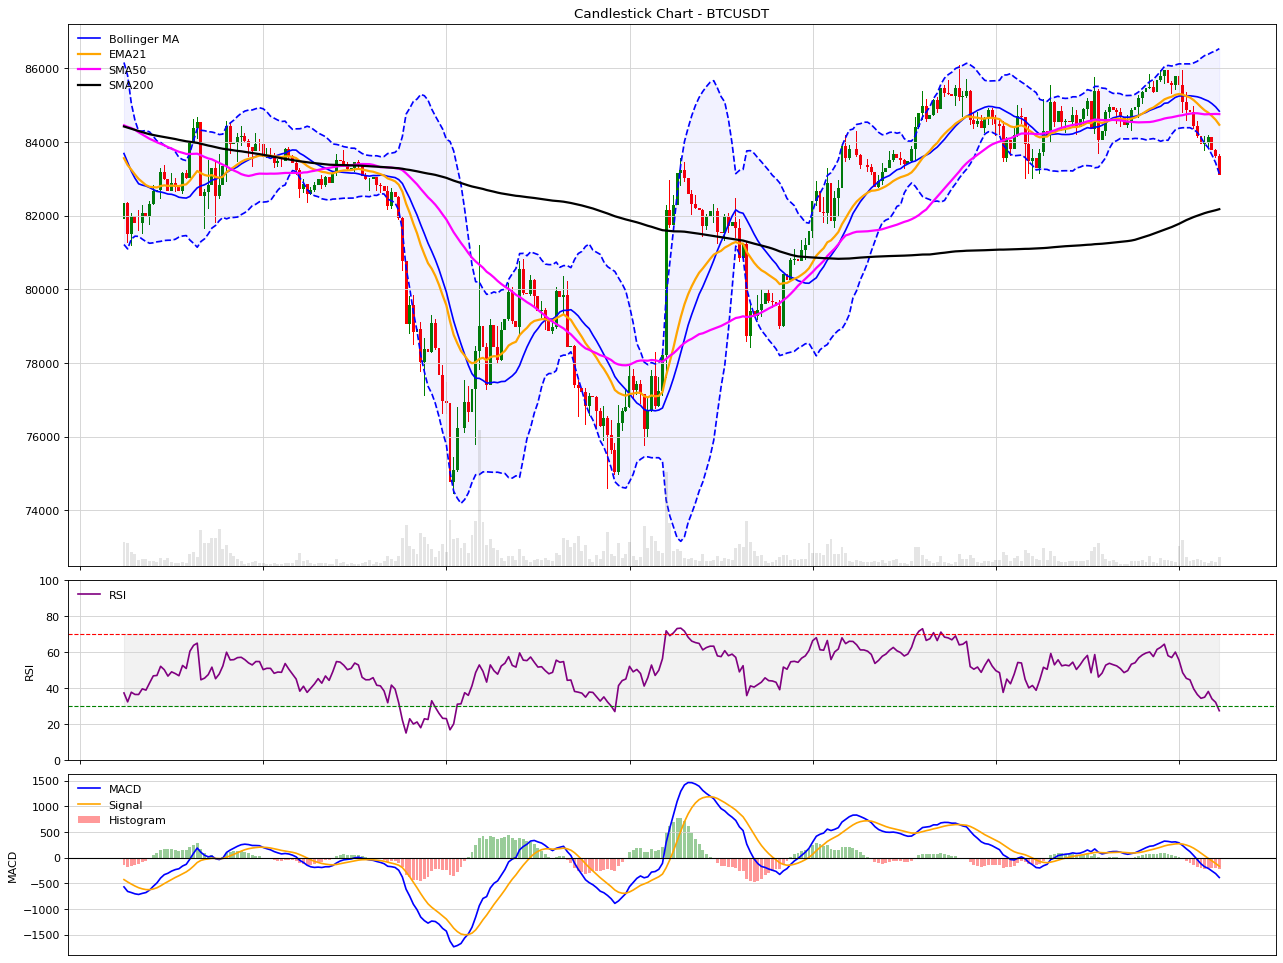 Candlestick Chart - BTCUSDT
Bollinger MA
EMA21
SMA50
SMA200
86000
84000
82000
80000
78000
76000
74000
RSI
100
80
60
40
20
0
RSI
MACD
Signal
Histogram
1500
1000
500
0
−500
−1000
−1500
MACD